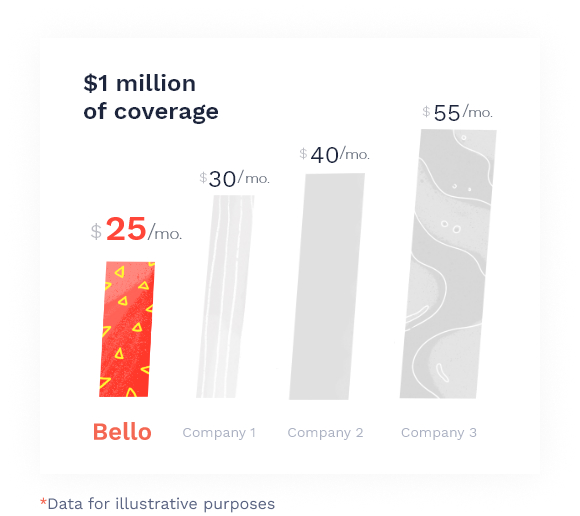 $1 million
of coverage
$55/mo.
$40/mo.
$30/mo.
$25/mo.
Bello
Company 1
Company 2
Company 3
*Data for illustrative purposes